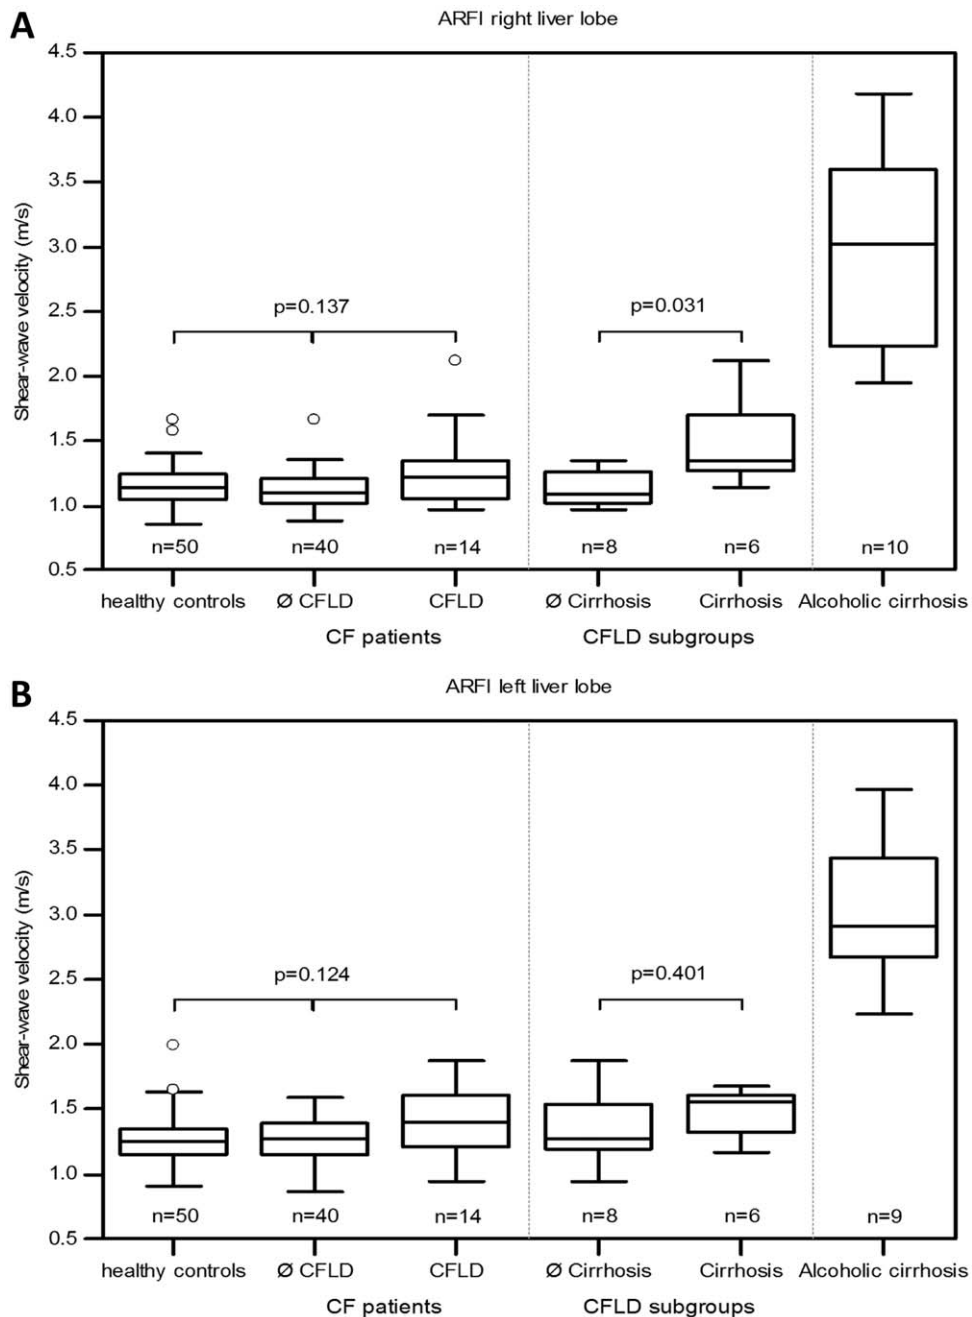 A
ARFI right liver lobe
Shear-wave velocity (m/s)
4.5
4.0
3.5
3.0
2.5
2.0
1.5
1.0
0.5
p=0.137
p=0.031
n=50 n=40 n=14 n=8 n=6 n=10
healthy controls Ø CFLD CFLD Ø Cirrhosis Cirrhosis Alcoholic cirrhosis
CF patients CFLD subgroups
B
ARFI left liver lobe
Shear-wave velocity (m/s)
4.5
4.0
3.5
3.0
2.5
2.0
1.5
1.0
0.5
p=0.124
p=0.401
n=50 n=40 n=14 n=8 n=6 n=9
healthy controls Ø CFLD CFLD Ø Cirrhosis Cirrhosis Alcoholic cirrhosis
CF patients CFLD subgroups